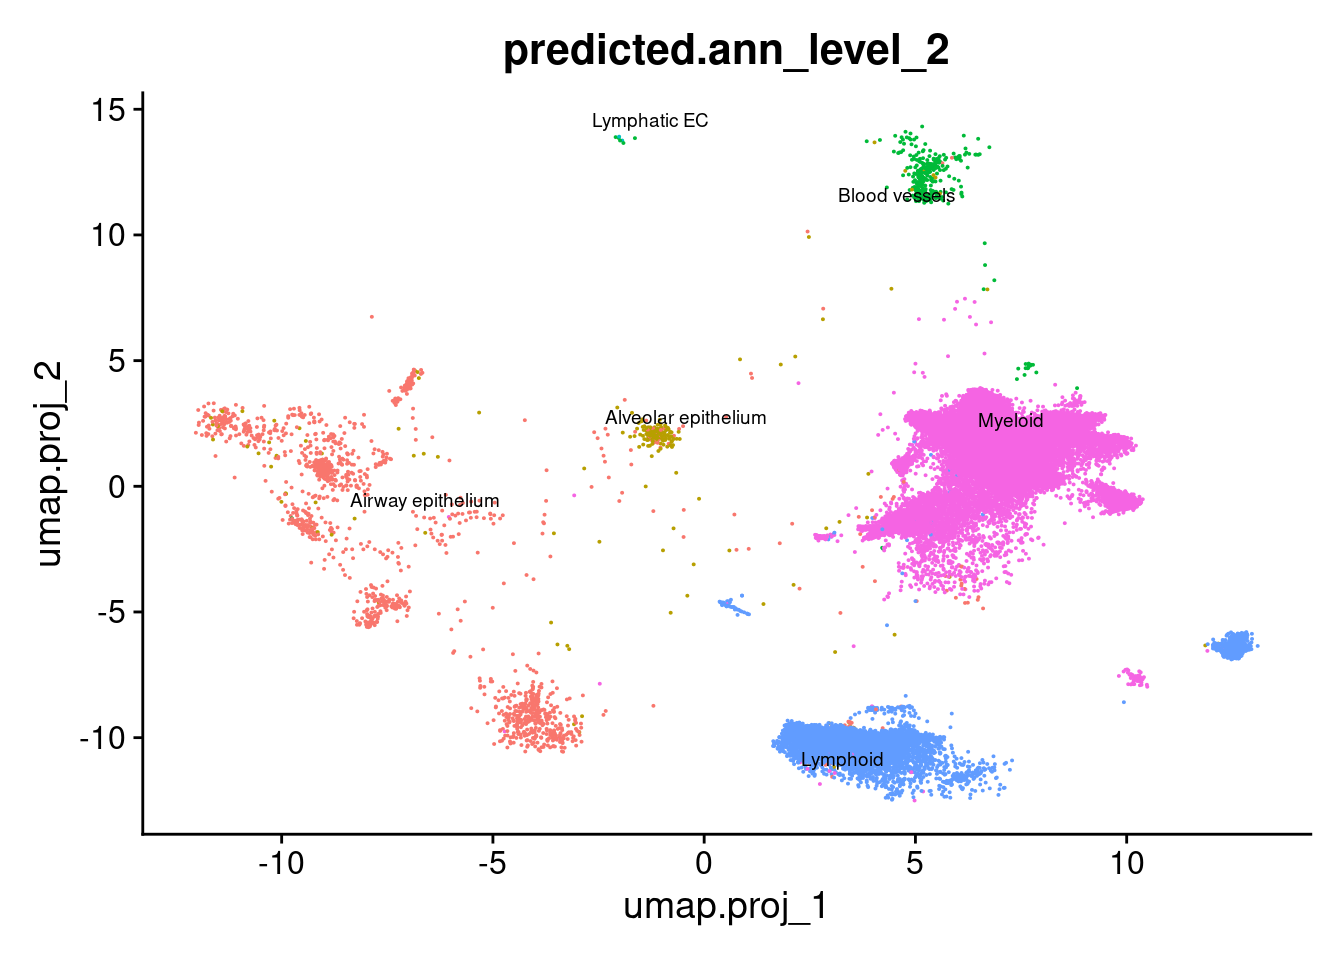 predicted.ann_level_2
15
10
5
0
-5
-10
umap.proj_2
Lymphatic EC
Blood vessels
Alveolar epithelium
Myeloid
Airway epithelium
Lymphoid
-10
-5
0
5
10
umap.proj_1